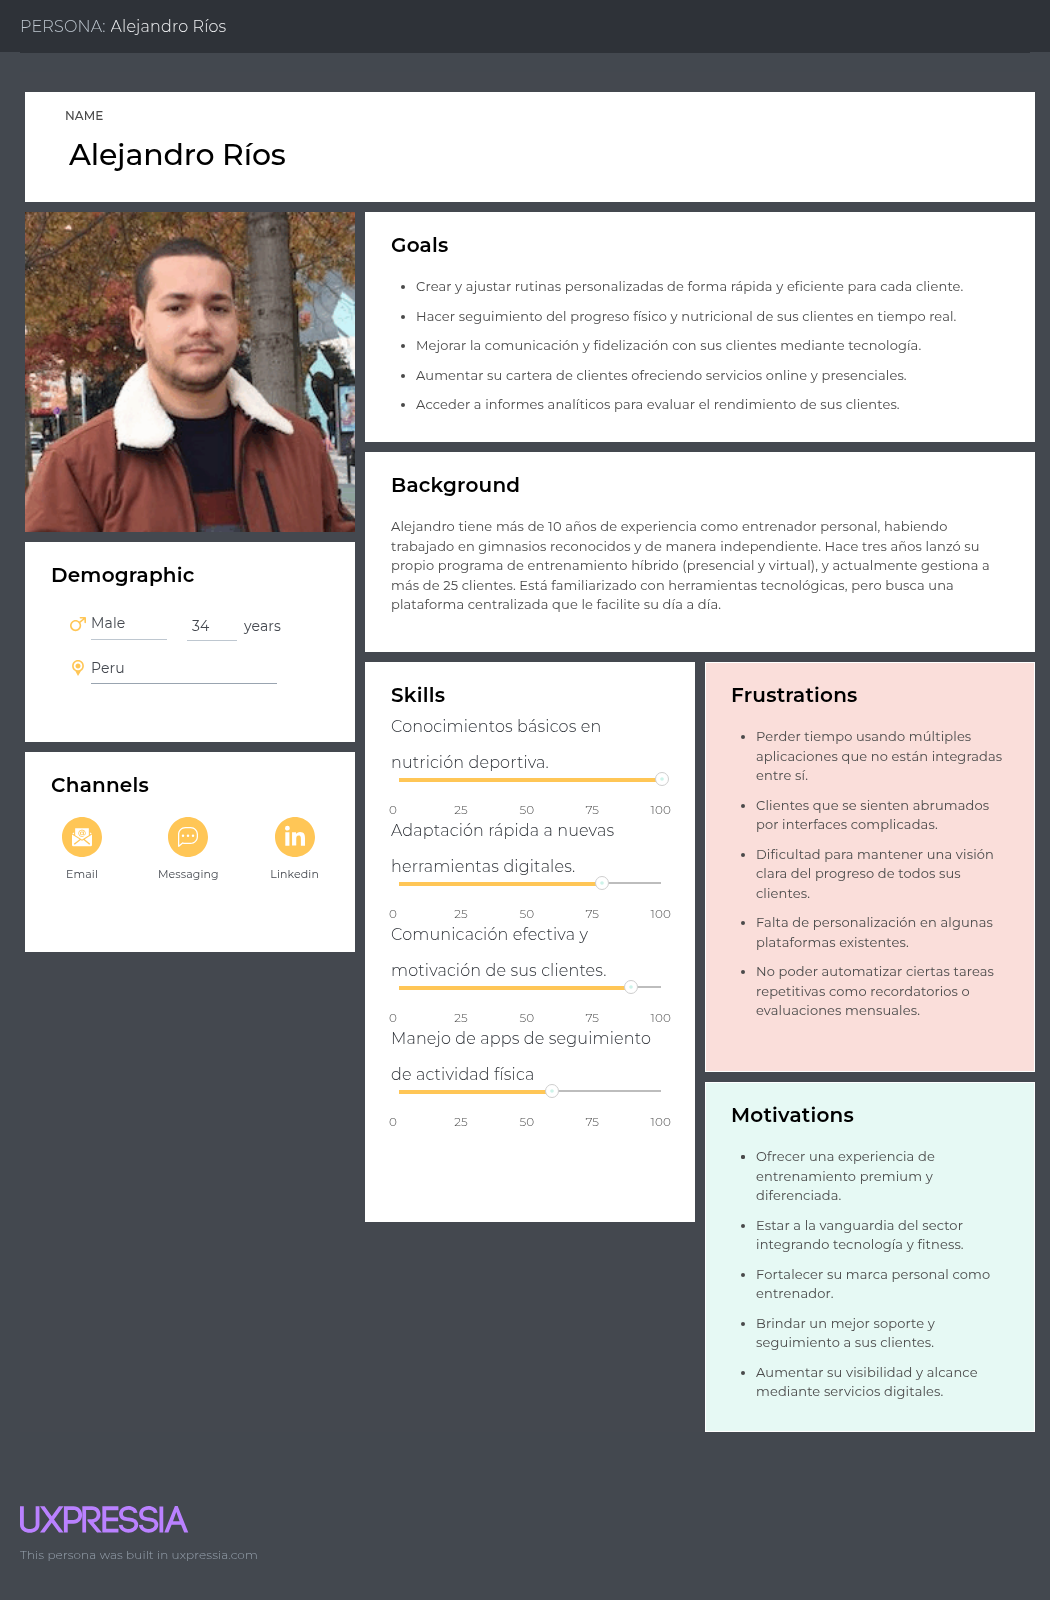 PERSONA: Alejandro Ríos
NAME
Alejandro Ríos
Goals
• Crear y ajustar rutinas personalizadas de forma rápida y eficiente para cada cliente.
• Hacer seguimiento del progreso físico y nutricional de sus clientes en tiempo real.
• Mejorar la comunicación y fidelización con sus clientes mediante tecnología.
• Aumentar su cartera de clientes ofreciendo servicios online y presenciales.
• Acceder a informes analíticos para evaluar el rendimiento de sus clientes.
Background
Alejandro tiene más de 10 años de experiencia como entrenador personal, habiendo
trabajado en gimnasios reconocidos y de manera independiente. Hace tres años lanzó su
propio programa de entrenamiento híbrido (presencial y virtual), y actualmente gestiona a
más de 25 clientes. Está familiarizado con herramientas tecnológicas, pero busca una
plataforma centralizada que le facilite su día a día.
Demographic
Male 34 years
Peru
Channels
Email Messaging Linkedin
Skills
Conocimientos básicos en
nutrición deportiva.
0 25 50 75 100
Adaptación rápida a nuevas
herramientas digitales.
0 25 50 75 100
Comunicación efectiva y
motivación de sus clientes.
0 25 50 75 100
Manejo de apps de seguimiento
de actividad física
0 25 50 75 100
Frustrations
• Perder tiempo usando múltiples
aplicaciones que no están integradas
entre sí.
• Clientes que se sienten abrumados
por interfaces complicadas.
• Dificultad para mantener una visión
clara del progreso de todos sus
clientes.
• Falta de personalización en algunas
plataformas existentes.
• No poder automatizar ciertas tareas
repetitivas como recordatorios o
evaluaciones mensuales.
Motivations
• Ofrecer una experiencia de
entrenamiento premium y
diferenciada.
• Estar a la vanguardia del sector
integrando tecnología y fitness.
• Fortalecer su marca personal como
entrenador.
• Brindar un mejor soporte y
seguimiento a sus clientes.
• Aumentar su visibilidad y alcance
mediante servicios digitales.
UXPRESSIA
This persona was built in uxpressia.com